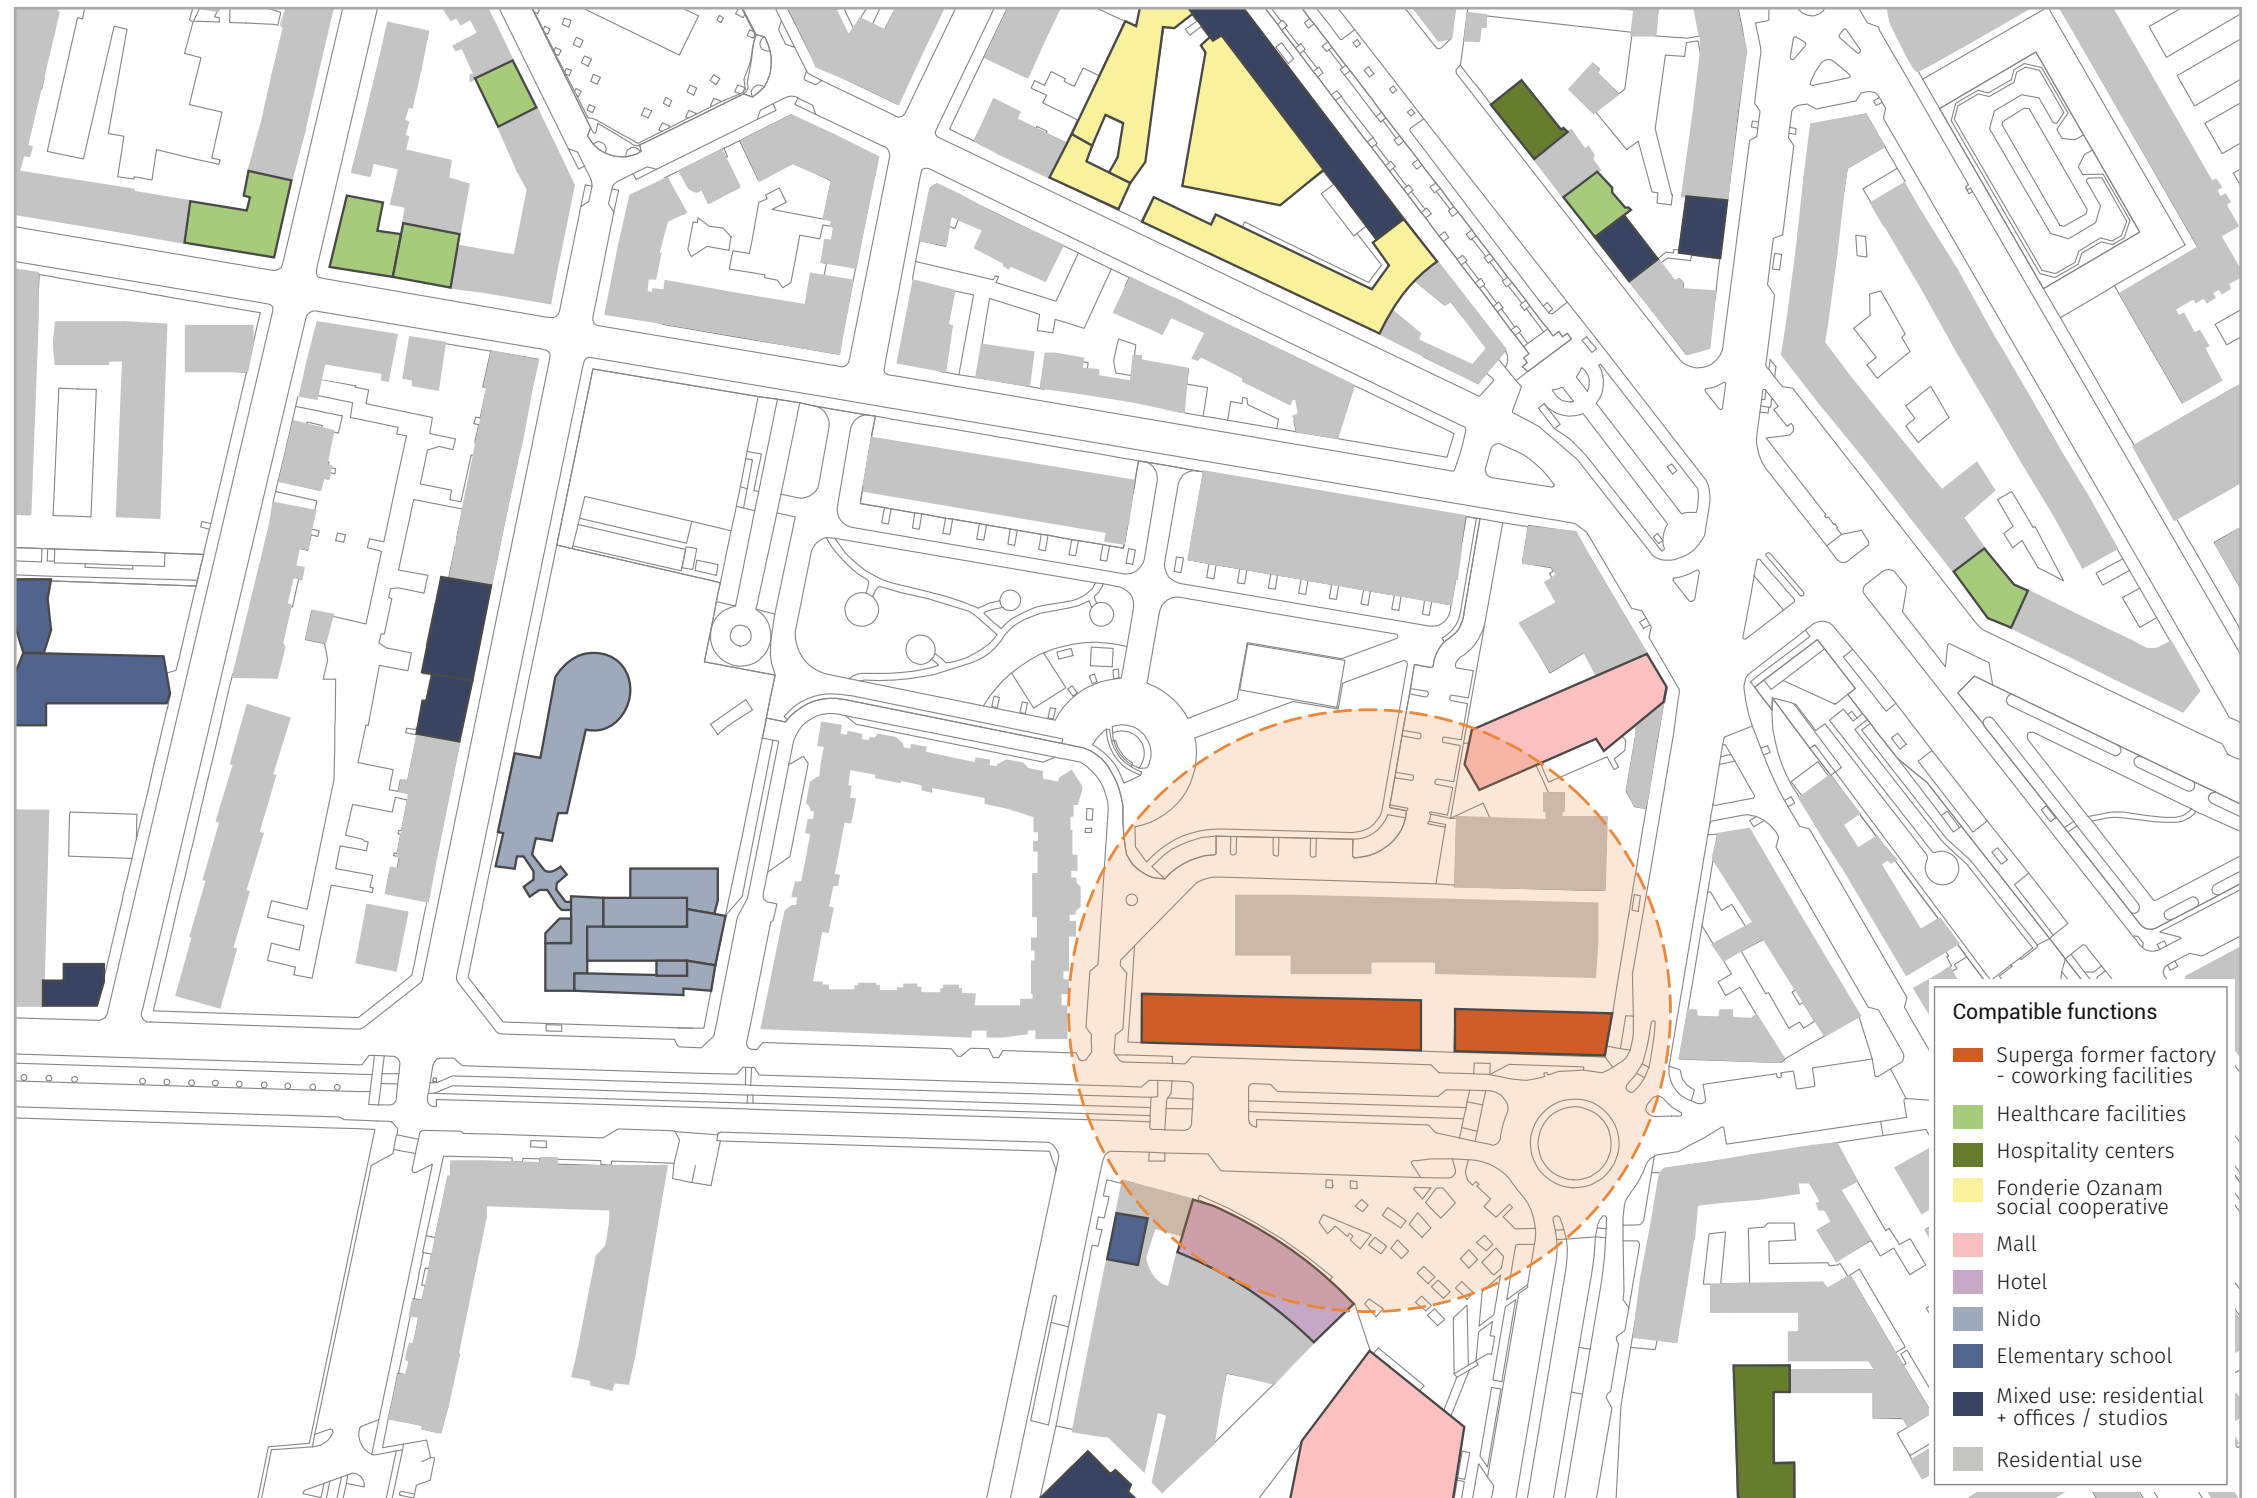 Compatible functions
Superga former factory
- coworking facilities
Healthcare facilities
Hospitality centers
Fonderie Ozanam
social cooperative
Mall
Hotel
Nido
Elementary school
Mixed use: residential
+ offices / studios
Residential use